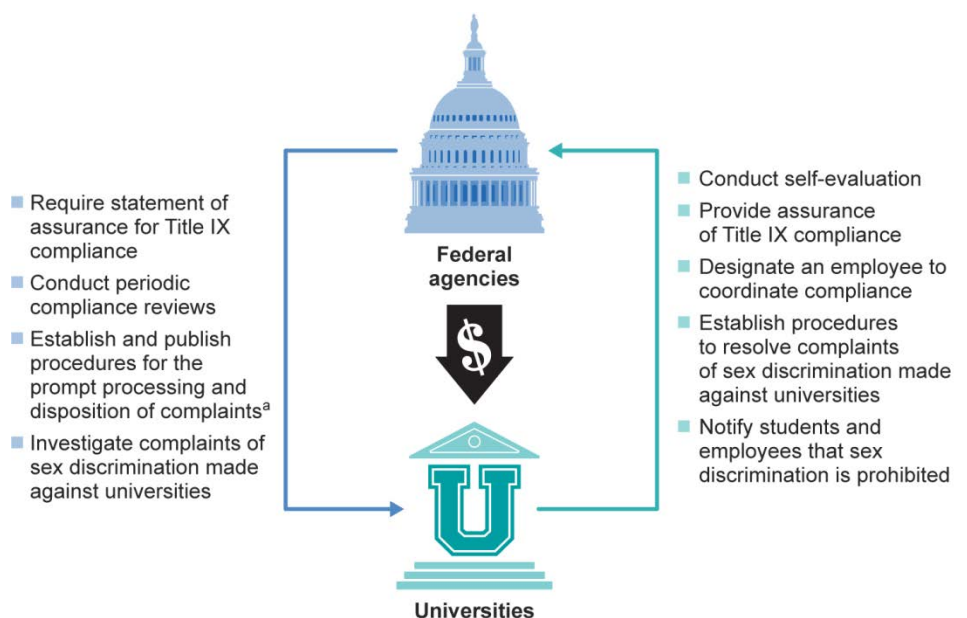 Require statement of
assurance for Title IX
compliance
Conduct periodic
compliance reviews
Establish and publish
procedures for the
prompt processing and
disposition of complaintsª
Investigate complaints of
sex discrimination made
against universities
Federal
agencies
$
U
Universities
Conduct self-evaluation
Provide assurance
of Title IX compliance
Designate an employee to
coordinate compliance
Establish procedures
to resolve complaints
of sex discrimination made
against universities
Notify students and
employees that sex
discrimination is prohibited